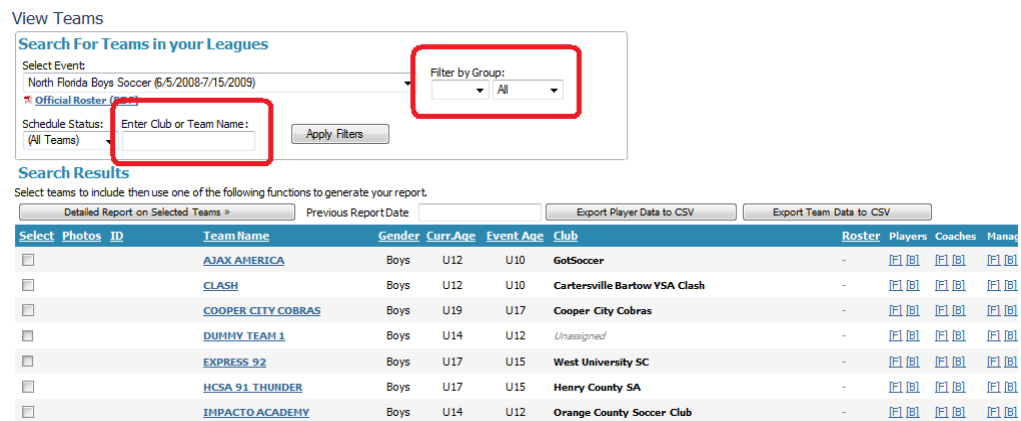 View Teams
Search For Teams in your Leagues
Select Event:
North Florida Boys Soccer (6/5/2008-7/15/2009)
Filter by Group:
All
Official Roster
Schedule Status: Enter Club or Team Name:
(All Teams)
Apply Filters
Search Results
Select teams to include then use one of the following functions to generate your report.
Detailed Report on Selected Teams » Previous Report Date Export Player Data to CSV Export Team Data to CSV
Select Photos ID Team Name Gender Curr.Age Event Age Club Roster Players Coaches Manag
AJAX AMERICA Boys U12 U10 GotSoccer - [F] [B] [F] [B] [F] [B]
CLASH Boys U12 U10 Cartersville Bartow YSA Clash - [F] [B] [F] [B] [F] [B]
COOPER CITY COBRAS Boys U19 U17 Cooper City Cobras - [F] [B] [F] [B] [F] [B]
DUMMY TEAM 1 Boys U14 U12 Unassigned - [F] [B] [F] [B] [F] [B]
EXPRESS 92 Boys U17 U15 West University SC - [F] [B] [F] [B] [F] [B]
HCSA 91 THUNDER Boys U17 U15 Henry County SA - [F] [B] [F] [B] [F] [B]
IMPACTO ACADEMY Boys U14 U12 Orange County Soccer Club - [F] [B] [F] [B] [F] [B]